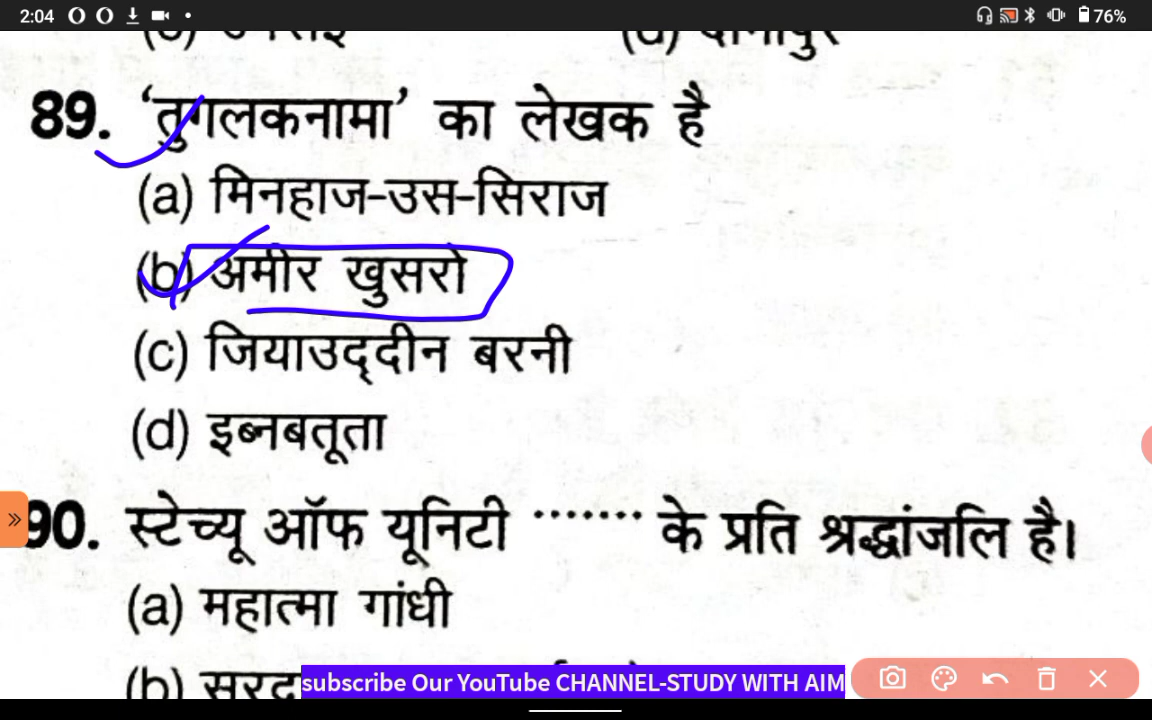 2:04
76%
89. ‘तुगलकनामा’ का लेखक है
(a) मिनहाज-उस-सिराज
(b) अमीर खुसरो
(c) जियाउद्‌दीन बरनी
(d) इब्नबतूता
90. स्टेच्यू ऑफ यूनिटी ....... के प्रति श्रद्धांजलि है।
(a) महात्मा गांधी
(b)
subscribe Our YouTube CHANNEL-STUDY WITH AIM